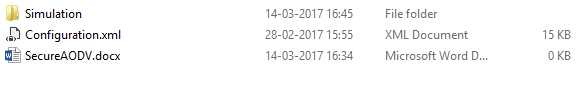 Simulation 14-03-2017 16:45 File folder
Configuration.xml 28-02-2017 15:55 XML Document 15 KB
SecureAODV.docx 14-03-2017 16:34 Microsoft Word D... 0 KB